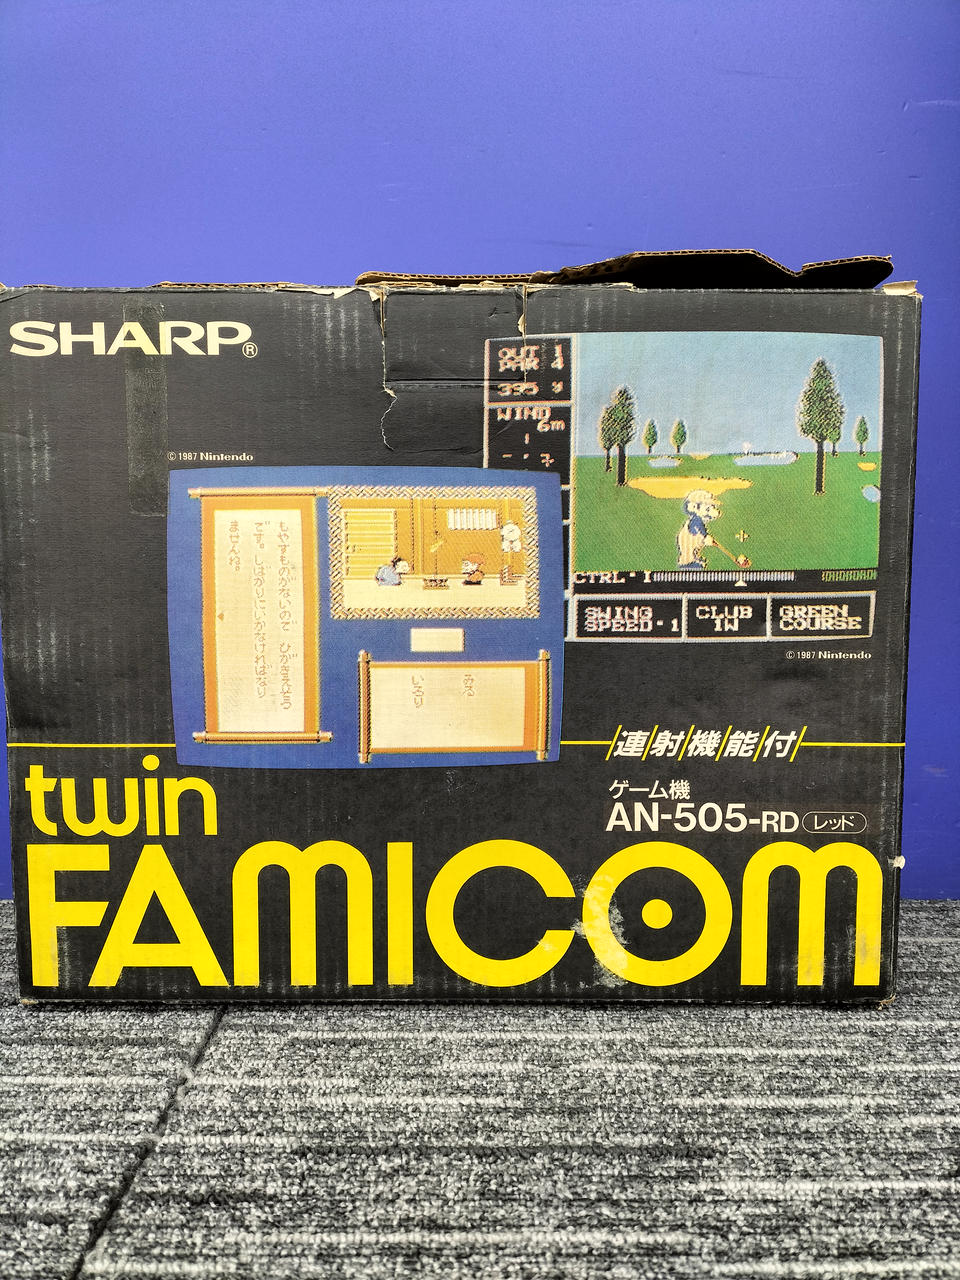 SHARP®
OUT 1
PAR 4
395 y
WIND
6m
© 1987 Nintendo
もやすものがないので ひがきえそう
です。しばかりにいかなければなり
ませんね。
みる
いろり
CTRL・I
SWING
SPEED・1
CLUB
1W
GREEN
COURSE
© 1987 Nintendo
連射機能付
ゲーム機
AN-505-RD レッド
twin
FAMICOM